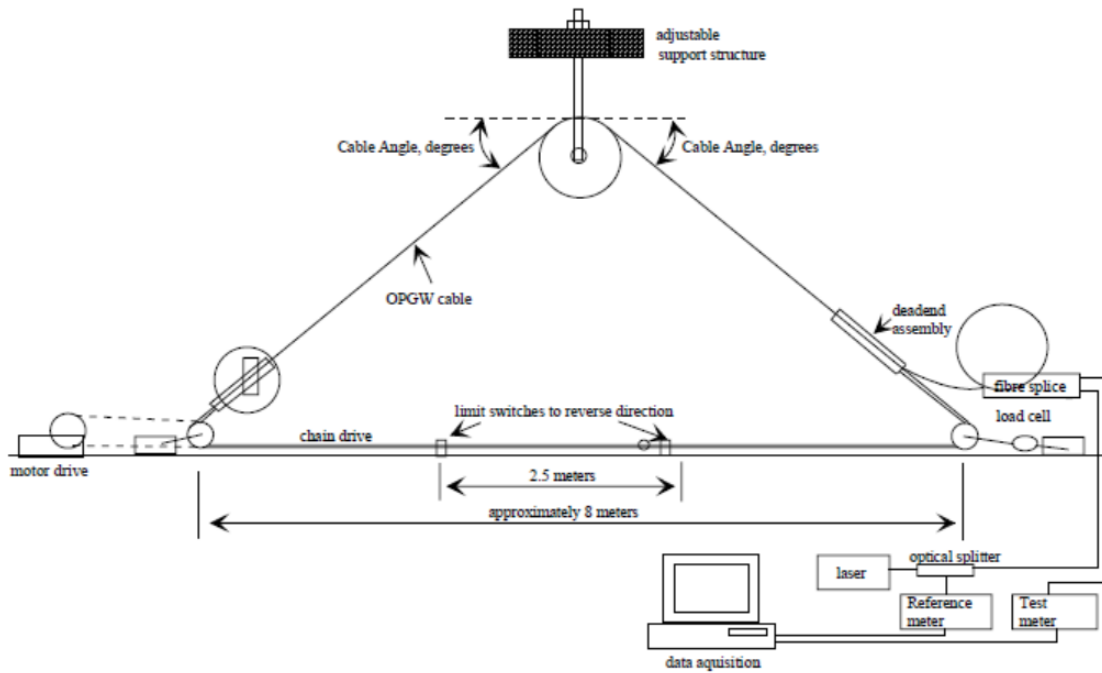 adjustable
support structure
Cable Angle, degrees
Cable Angle, degrees
OPGW cable
deadend
assembly
fibre splice
limit switches to reverse direction
load cell
chain drive
motor drive
2.5 meters
approximately 8 meters
optical splitter
laser
Reference
meter
Test
meter
data aquisition